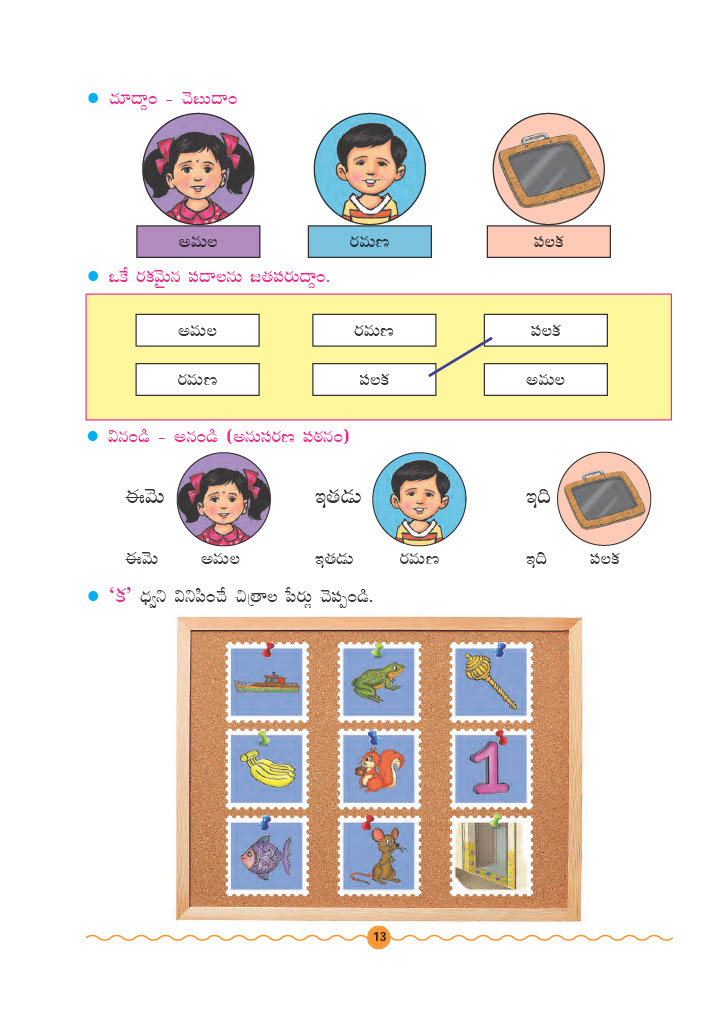 చూద్దాం - చెబుదాం
అమల రమణ పలక
ఒకే రకమైన పదాలను జతపరుద్దాం.
అమల రమణ పలక
రమణ పలక అమల
వినండి - అనండి (అనుసరణ పఠనం)
ఈమె ఇతడు ఇది
ఈమె అమల ఇతడు రమణ ఇది పలక
‘క’ ధ్వని వినిపించే చిత్రాల పేర్లు చెప్పండి.
1
13